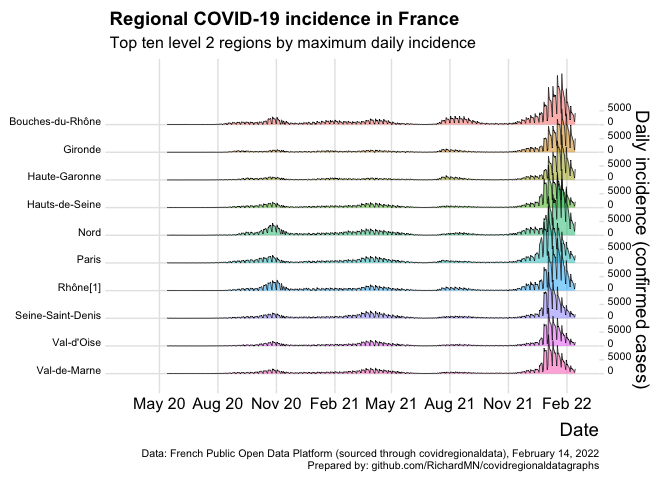 Regional COVID-19 incidence in France
Top ten level 2 regions by maximum daily incidence
Bouches-du-Rhône
Gironde
Haute-Garonne
Hauts-de-Seine
Nord
Paris
Rhône[1]
Seine-Saint-Denis
Val-d'Oise
Val-de-Marne
5000
0
5000
0
5000
0
5000
0
5000
0
5000
0
5000
0
5000
0
5000
0
5000
0
Daily incidence (confirmed cases)
May 20 Aug 20 Nov 20 Feb 21 May 21 Aug 21 Nov 21 Feb 22
Date
Data: French Public Open Data Platform (sourced through covidregionaldata), February 14, 2022
Prepared by: github.com/RichardMN/covidregionaldatagraphs